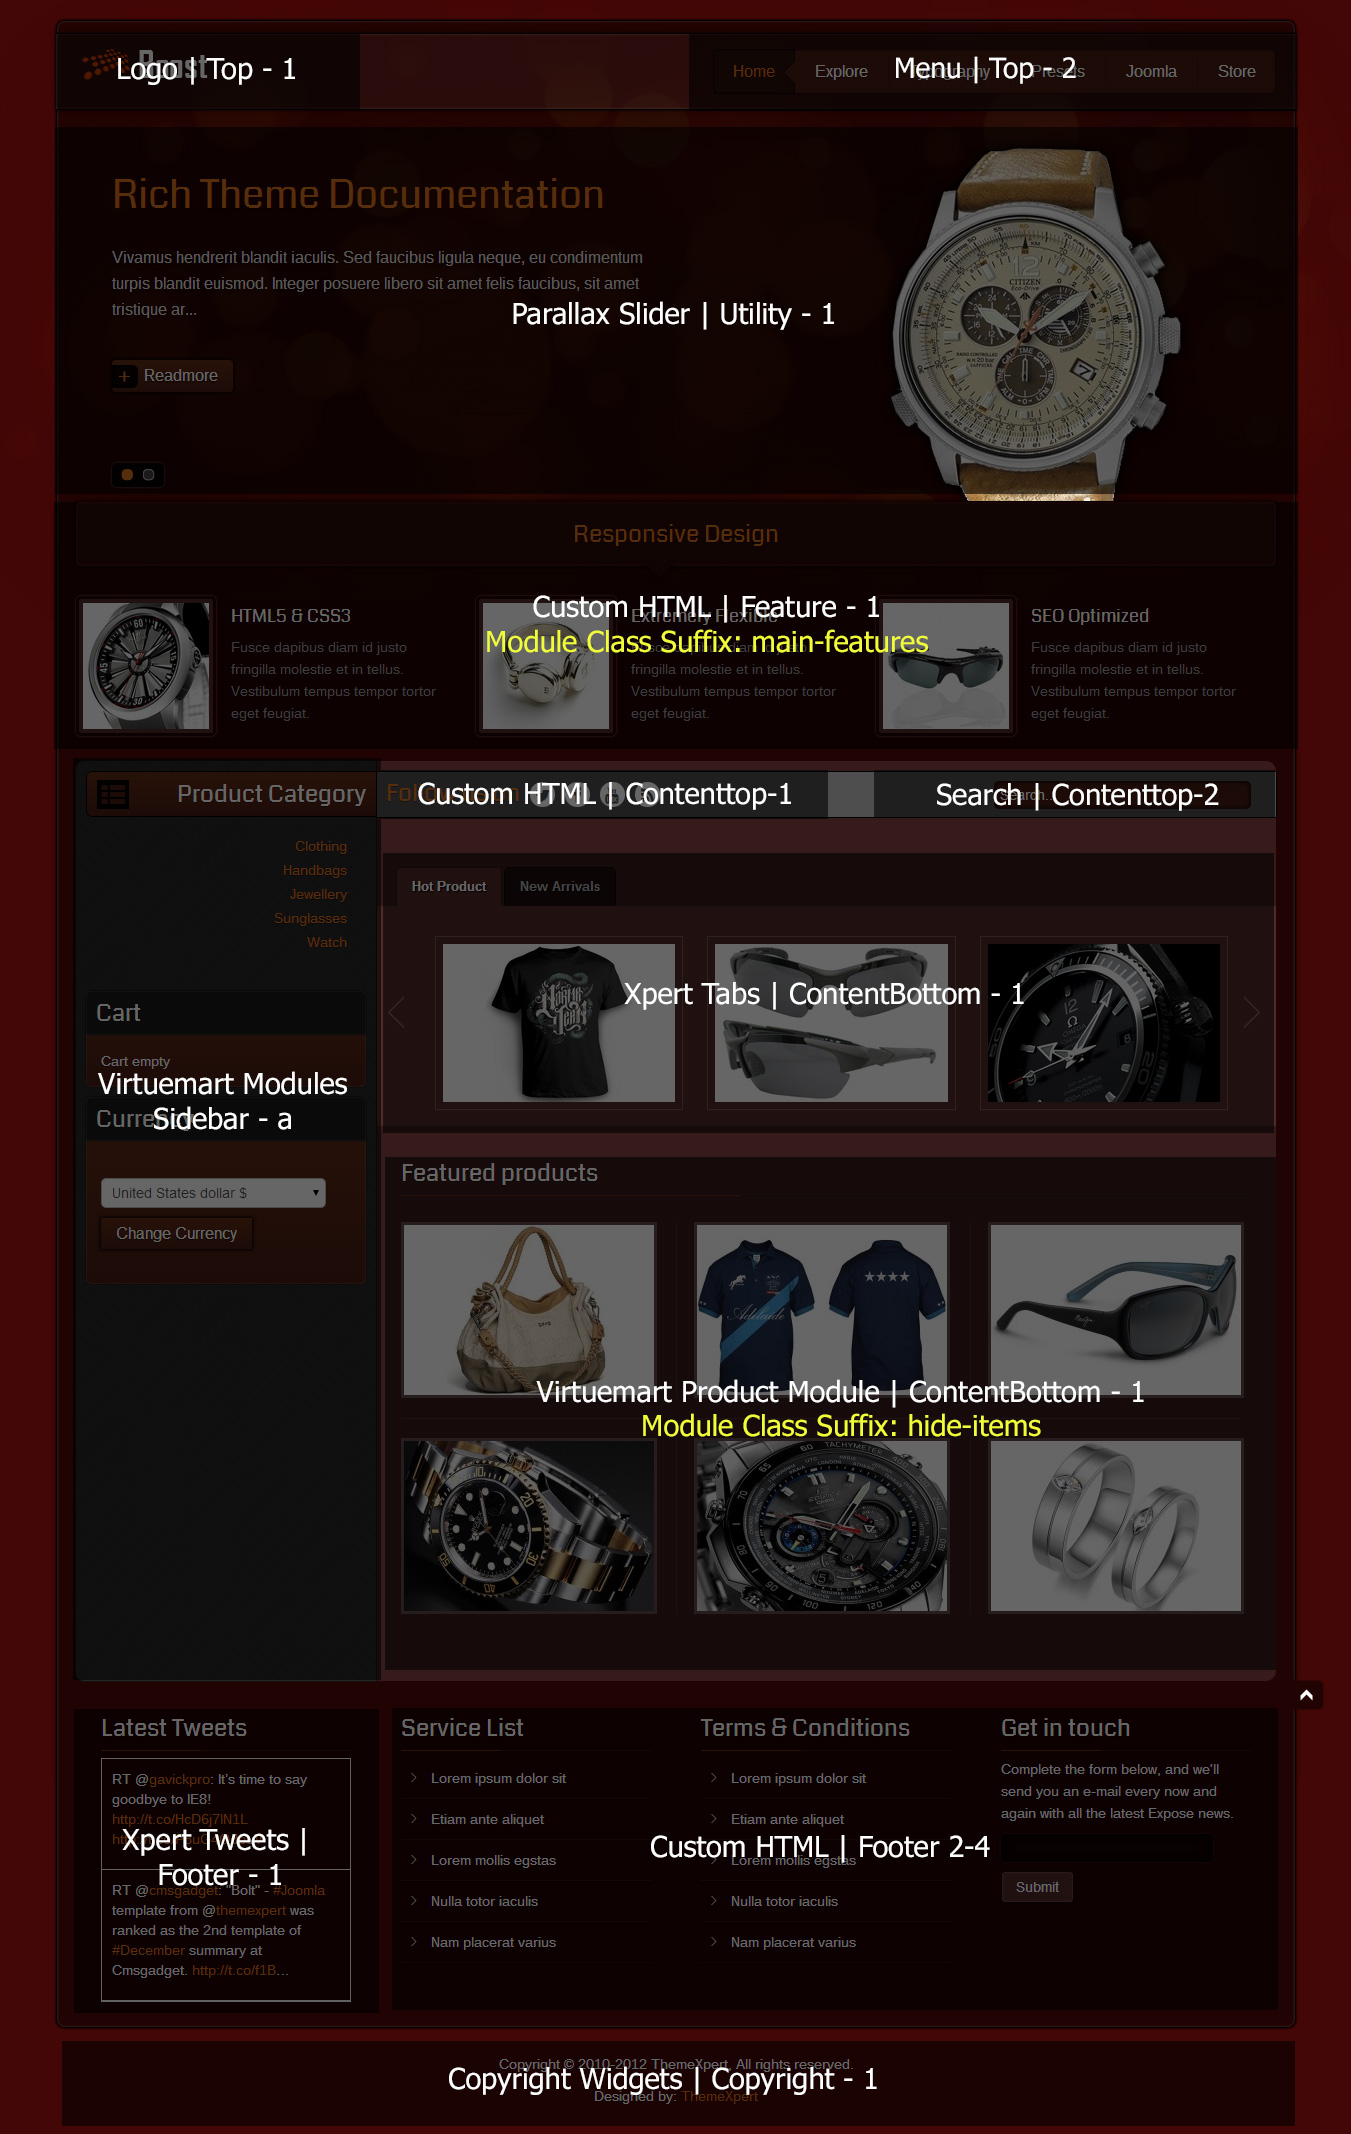 Boost
Logo | Top - 1
Home
Explore
Typography
Presets
Joomla
Store
Menu | Top - 2
Rich Theme Documentation
Vivamus hendrerit blandit iaculis. Sed faucibus ligula neque, eu condimentum
turpis blandit euismod. Integer posuere libero sit amet felis faucibus, sit amet
tristique ar...
Parallax Slider | Utility - 1
Readmore
CITIZEN
Eco-Drive
Responsive Design
Custom HTML | Feature - 1
Module Class Suffix: main-features
HTML5 & CSS3
Fusce dapibus diam id justo
fringilla molestie et in tellus.
Vestibulum tempus tempor tortor
eget feugiat.
Extremely Flexible
fringilla molestie et in tellus.
Vestibulum tempus tempor tortor
eget feugiat.
SEO Optimized
Fusce dapibus diam id justo
fringilla molestie et in tellus.
Vestibulum tempus tempor tortor
eget feugiat.
Product Category
Custom HTML | Contenttop-1
Search...
Search | Contenttop-2
Clothing
Handbags
Jewellery
Sunglasses
Watch
Hot Product
New Arrivals
Xpert Tabs | ContentBottom - 1
OMEGA
Cart
Cart empty
Virtuemart Modules
Sidebar - a
Currency
United States dollar $
Change Currency
Featured products
Adelaide
Virtuemart Product Module | ContentBottom - 1
Module Class Suffix: hide-items
TACHYMETER
Latest Tweets
RT @gavickpro: It's time to say
goodbye to IE8!
http://t.co/HcD6j7lN1L
Xpert Tweets |
Footer - 1
RT @cmsgadget: "Bolt" - #Joomla
template from @themexpert was
ranked as the 2nd template of
#December summary at
Cmsgadget. http://t.co/f1B...
Service List
Lorem ipsum dolor sit
Etiam ante aliquet
Lorem mollis egstas
Nulla totor iaculis
Nam placerat varius
Terms & Conditions
Lorem ipsum dolor sit
Etiam ante aliquet
Lorem mollis egstas
Nulla totor iaculis
Nam placerat varius
Custom HTML | Footer 2-4
Get in touch
Complete the form below, and we'll
send you an e-mail every now and
again with all the latest Expose news.
Submit
Copyright © 2010-2012 ThemeXpert. All rights reserved.
Copyright Widgets | Copyright - 1
Designed by: ThemeXpert